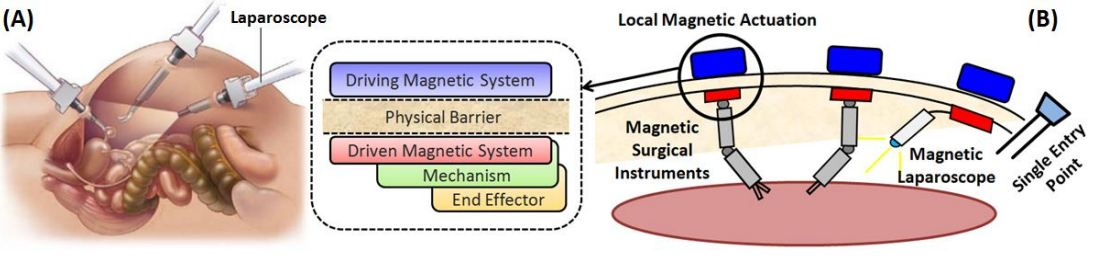 (A)
Laparoscope
Driving Magnetic System
Physical Barrier
Driven Magnetic System
Mechanism
End Effector
Local Magnetic Actuation
(B)
Magnetic
Surgical
Instruments
Magnetic
Laparoscope
Single Entry
Point